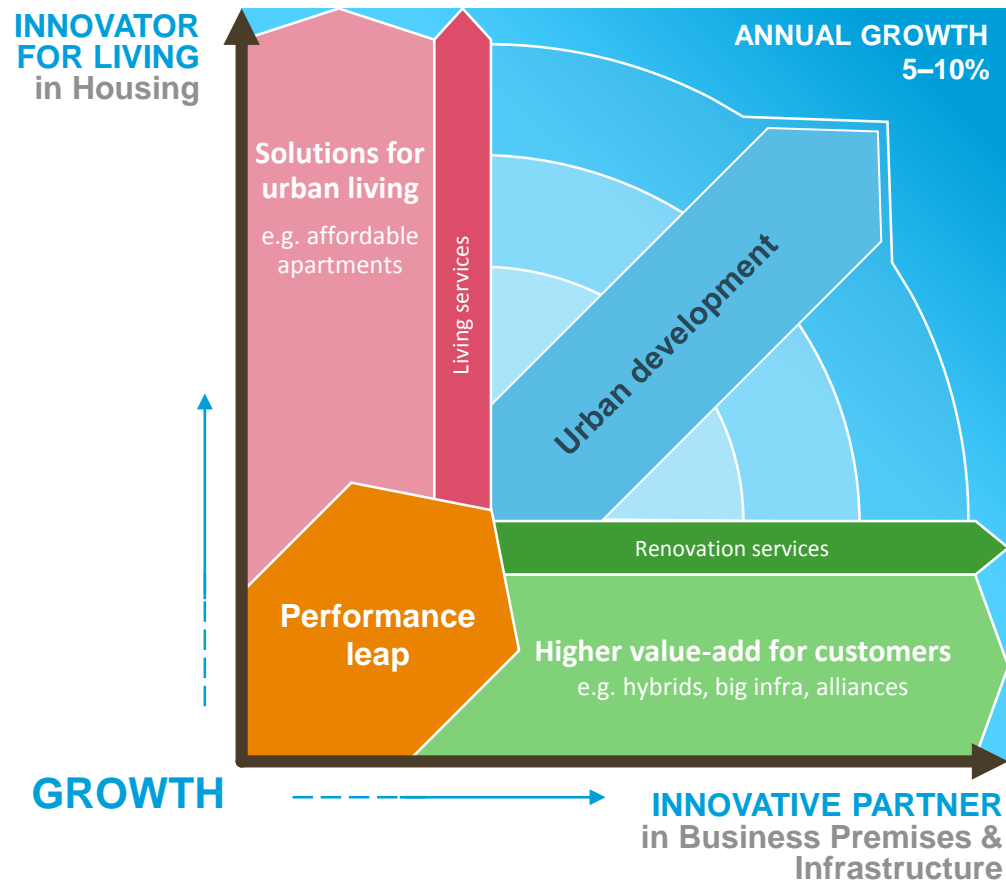 INNOVATOR
FOR LIVING
in Housing
ANNUAL GROWTH
5–10%
Solutions for
urban living
e.g. affordable
apartments
Living services
Urban development
Renovation services
Performance
leap
Higher value-add for customers
e.g. hybrids, big infra, alliances
GROWTH
INNOVATIVE PARTNER
in Business Premises &
Infrastructure